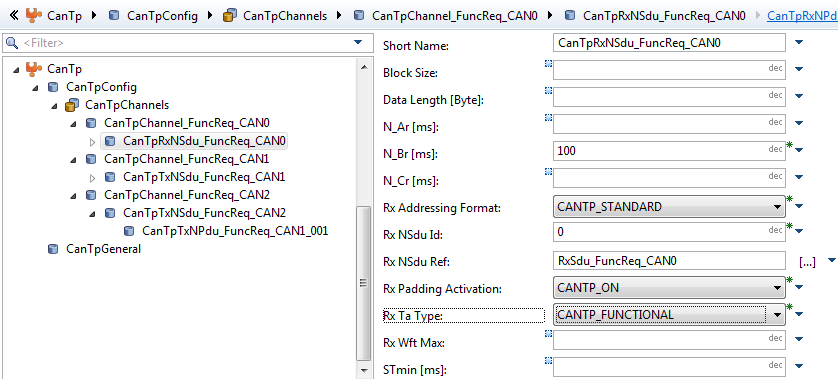 CanTp CanTpConfig CanTpChannels CanTpChannel_FuncReq_CAN0 CanTpRxNSdu_FuncReq_CAN0 CanTpRxNPd
<Filter>
CanTp
CanTpConfig
CanTpChannels
CanTpChannel_FuncReq_CAN0
CanTpRxNSdu_FuncReq_CAN0
CanTpChannel_FuncReq_CAN1
CanTpTxNSdu_FuncReq_CAN1
CanTpChannel_FuncReq_CAN2
CanTpTxNSdu_FuncReq_CAN2
CanTpTxNPdu_FuncReq_CAN1_001
CanTpGeneral
Short Name: CanTpRxNSdu_FuncReq_CAN0
Block Size: dec
Data Length [Byte]: dec
N_Ar [ms]: dec
N_Br [ms]: 100 dec
N_Cr [ms]: dec
Rx Addressing Format: CANTP_STANDARD
Rx NSdu Id: 0 dec
Rx NSdu Ref: RxSdu_FuncReq_CAN0 [...]
Rx Padding Activation: CANTP_ON
Rx Ta Type: CANTP_FUNCTIONAL
Rx Wft Max: dec
STmin [ms]: dec